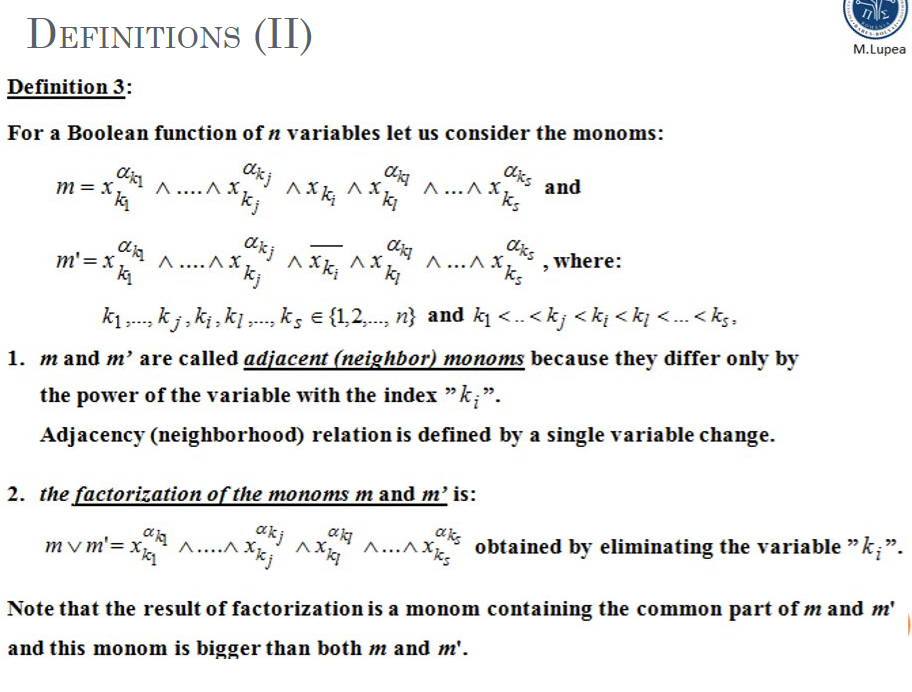 DEFINITIONS (II)
ROMANIA
M.Lupea
Definition 3:
For a Boolean function of n variables let us consider the monoms:
m = x_{k_1}^{α_{k_1}} ∧ .... ∧ x_{k_j}^{α_{k_j}} ∧ x_{k_i} ∧ x_{k_l}^{α_{k_l}} ∧ ... ∧ x_{k_s}^{α_{k_s}} and
m' = x_{k_1}^{α_{k_1}} ∧ .... ∧ x_{k_j}^{α_{k_j}} ∧ \overline{x_{k_i}} ∧ x_{k_l}^{α_{k_l}} ∧ ... ∧ x_{k_s}^{α_{k_s}} , where:
k_1,..., k_j, k_i, k_l,..., k_s ∈ {1,2,..., n} and k_1 < .. < k_j < k_i < k_l < ... < k_s.
1. m and m’ are called adjacent (neighbor) monoms because they differ only by
the power of the variable with the index ”k_i”.
Adjacency (neighborhood) relation is defined by a single variable change.
2. the factorization of the monoms m and m’ is:
m ∨ m' = x_{k_1}^{α_{k_1}} ∧ .... ∧ x_{k_j}^{α_{k_j}} ∧ x_{k_l}^{α_{k_l}} ∧ ... ∧ x_{k_s}^{α_{k_s}} obtained by eliminating the variable ”k_i”.
Note that the result of factorization is a monom containing the common part of m and m'
and this monom is bigger than both m and m'.